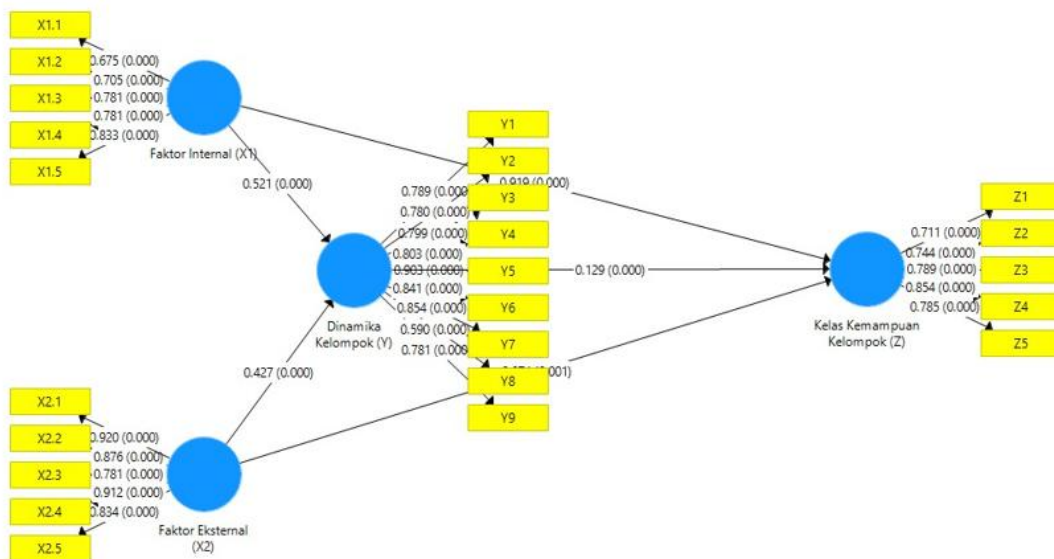 X1.1
X1.2
X1.3
X1.4
X1.5
0.675 (0.000)
0.705 (0.000)
0.781 (0.000)
0.781 (0.000)
0.833 (0.000)
Faktor Internal (X1)
0.521 (0.000)
Y1
Y2
Y3
Y4
Y5
Y6
Y7
Y8
Y9
0.919 (0.000)
0.789 (0.000)
0.780 (0.000)
0.799 (0.000)
0.803 (0.000)
0.903 (0.000)
0.841 (0.000)
0.854 (0.000)
0.590 (0.000)
0.781 (0.000)
Dinamika
Kelompok (Y)
0.129 (0.000)
Z1
Z2
Z3
Z4
Z5
0.711 (0.000)
0.744 (0.000)
0.789 (0.000)
0.854 (0.000)
0.785 (0.000)
Kelas Kemampuan
Kelompok (Z)
0.427 (0.000)
X2.1
X2.2
X2.3
X2.4
X2.5
0.920 (0.000)
0.876 (0.000)
0.781 (0.000)
0.912 (0.000)
0.834 (0.000)
Faktor Eksternal
(X2)